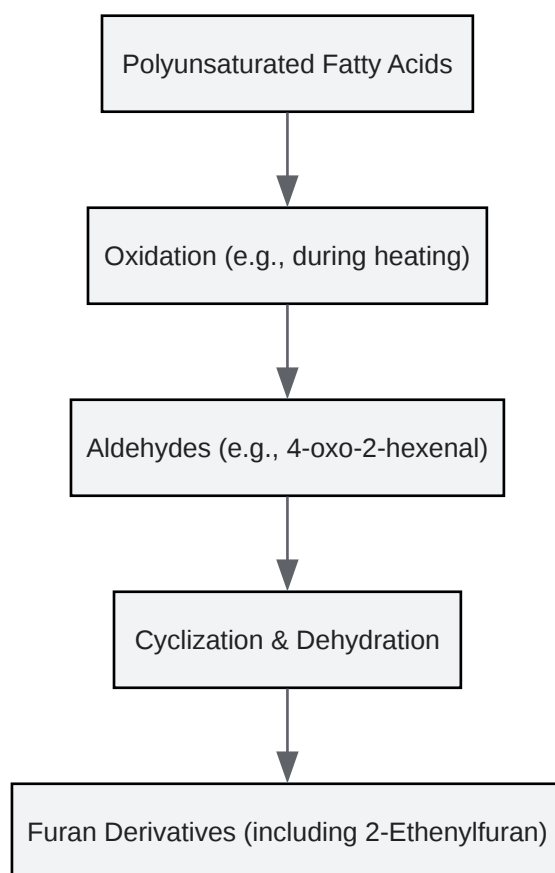 Polyunsaturated Fatty Acids
Oxidation (e.g., during heating)
Aldehydes (e.g., 4-oxo-2-hexenal)
Cyclization & Dehydration
Furan Derivatives (including 2-Ethenylfuran)